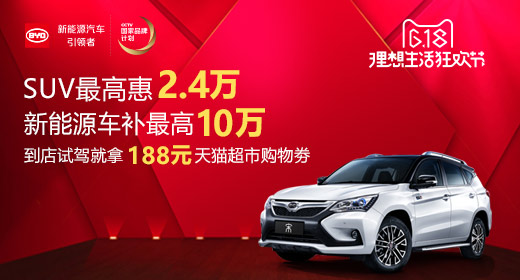 BYD
新能源汽车
引领者
CCTV
国家品牌
计划
6.18
理想生活狂欢节
SUV最高惠2.4万
新能源车补最高10万
到店试驾就拿188元天猫超市购物券
宋